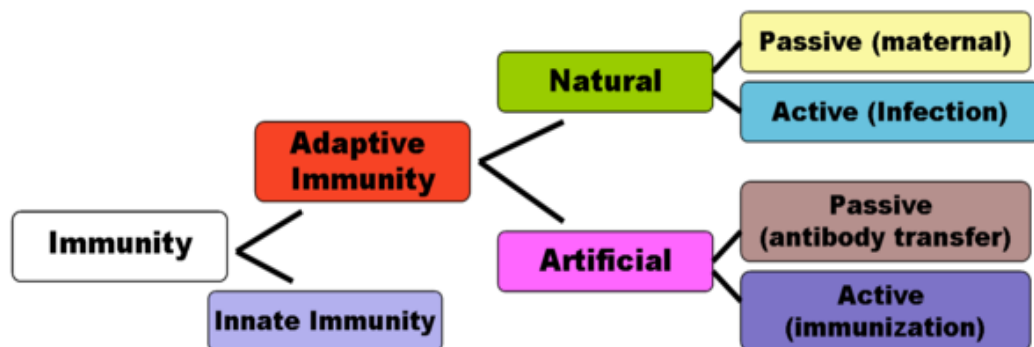 Passive (maternal)
Natural
Active (Infection)
Adaptive
Immunity
Passive
(antibody transfer)
Immunity
Artificial
Active
(immunization)
Innate Immunity